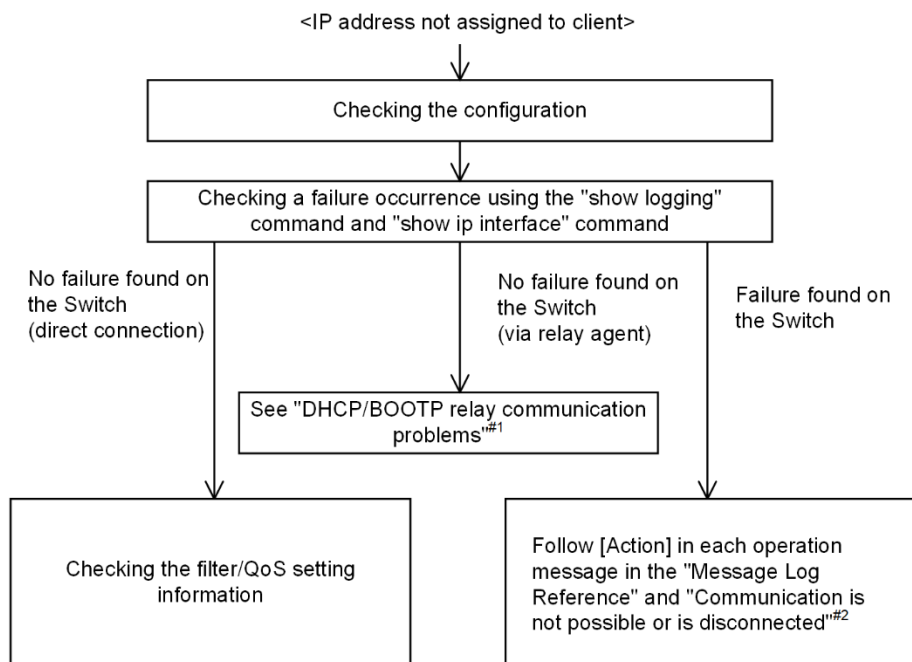 <IP address not assigned to client>
Checking the configuration
Checking a failure occurrence using the "show logging"
command and "show ip interface" command
No failure found on
the Switch
(direct connection)
No failure found on
the Switch
(via relay agent)
Failure found on
the Switch
See "DHCP/BOOTP relay communication
problems"#1
Checking the filter/QoS setting
information
Follow [Action] in each operation
message in the "Message Log
Reference" and "Communication is
not possible or is disconnected"#2